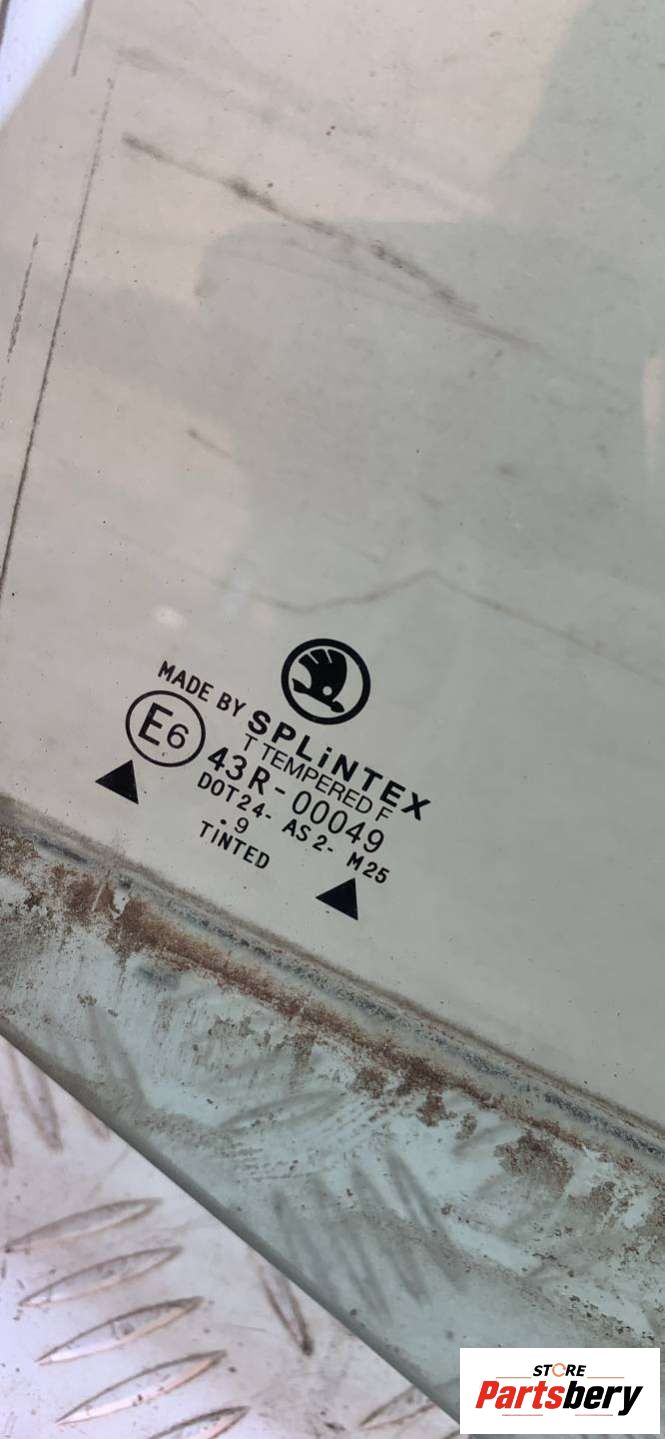 MADE BY SPLiNTEX
T TEMPERED F
E6 43R-00049
DOT24- AS2- M25
.9
TINTED
STORE
Partsbery